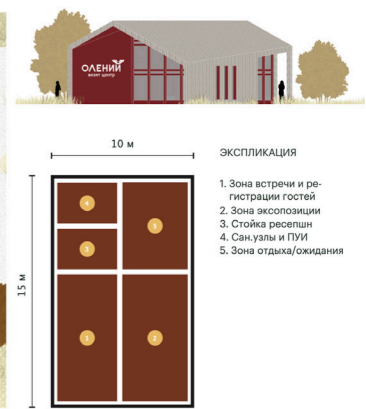 ОЛЕНИЙ
визит центр
10 м
ЭКСПЛИКАЦИЯ
1. Зона встречи и ре-
гистрации гостей
2. Зона экспозиции
3. Стойка ресепшн
4. Сан.узлы и ПУИ
5. Зона отдыха/ожидания
15 м
4
5
3
1
2